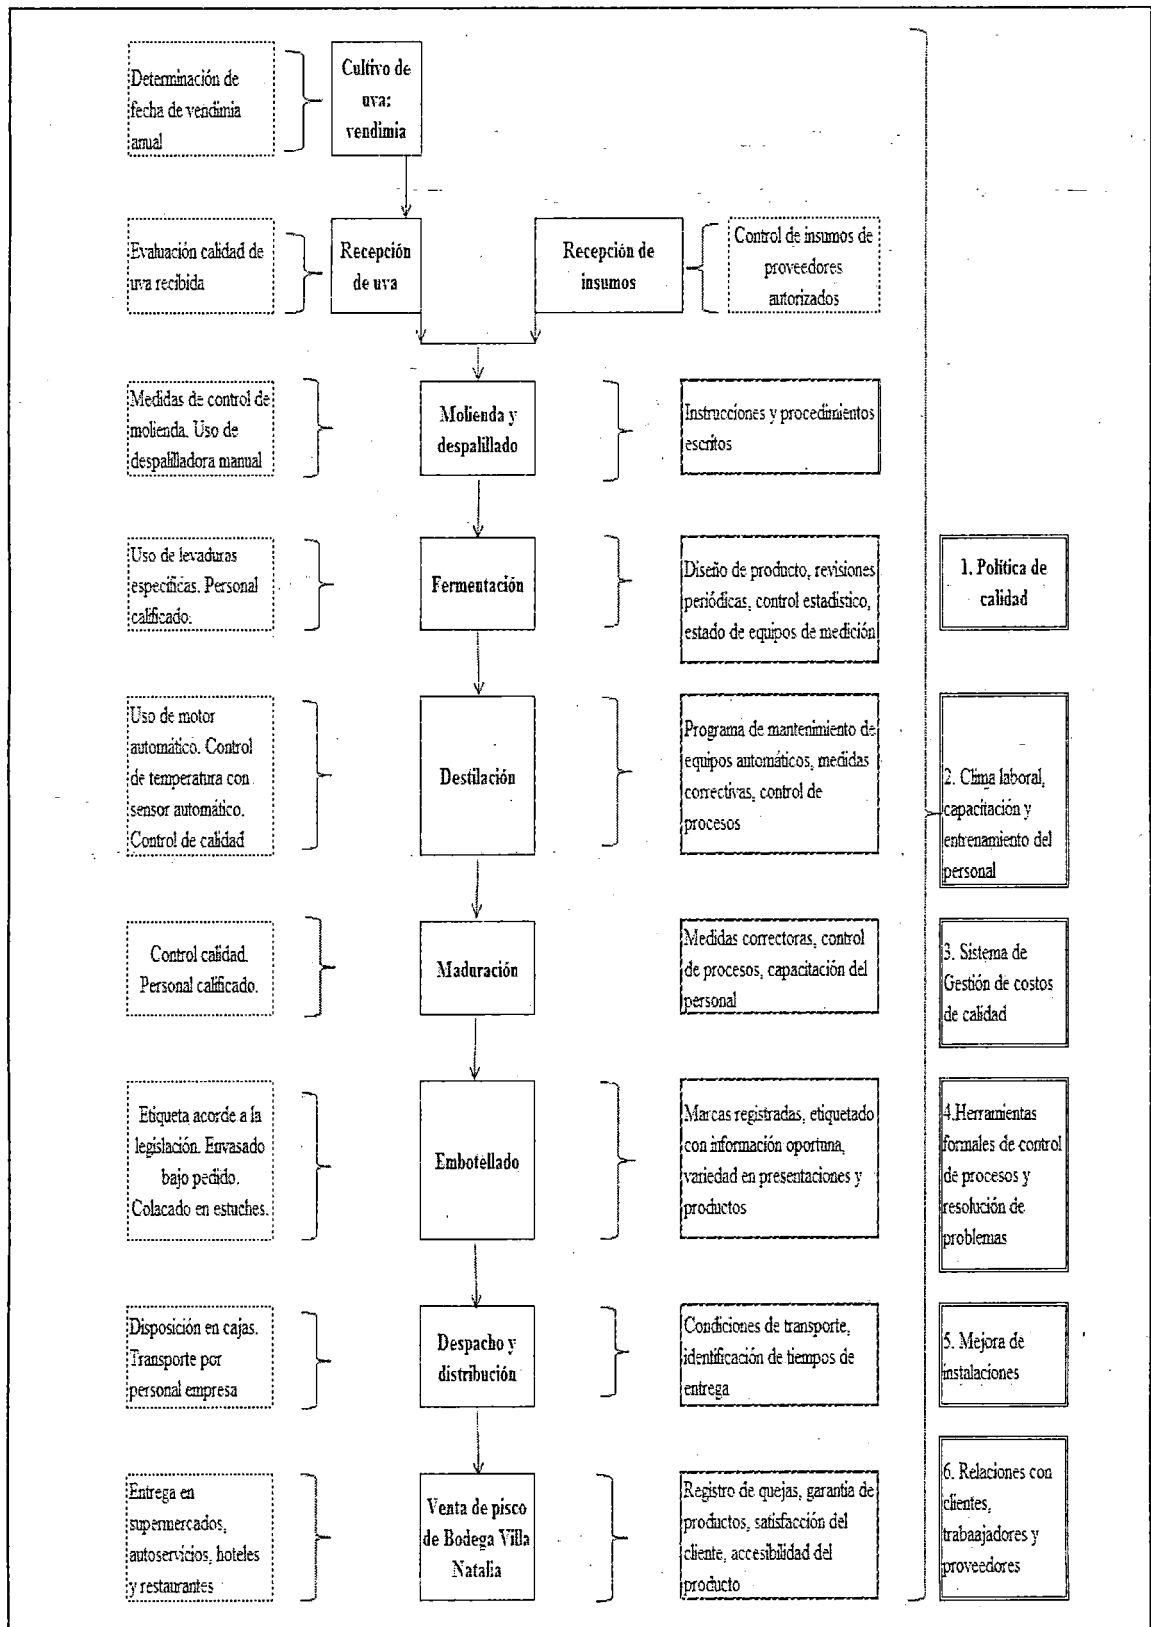 Determinación de
fecha de vendimia
anual
Cultivo de
uva:
vendimia
Evaluación calidad de
uva recibida
Recepción
de uva
Recepción de
insumos
Control de insumos de
proveedores
autorizados
Medidas de control de
molienda. Uso de
despalilladora manual
Molienda y
despalillado
Instrucciones y procedimientos
escritos
Uso de levaduras
específicas. Personal
calificado.
Fermentación
Diseño de producto, revisiones
periódicas, control estadístico,
estado de equipos de medición
1. Política de
calidad
Uso de motor
automático. Control
de temperatura con
sensor automático.
Control de calidad
Destilación
Programa de mantenimiento de
equipos automáticos, medidas
correctivas, control de
procesos
2. Clima laboral,
capacitación y
entrenamiento del
personal
Control calidad.
Personal calificado.
Maduración
Medidas correctoras, control
de procesos, capacitación del
personal
3. Sistema de
Gestión de costos
de calidad
Etiqueta acorde a la
legislación. Envasado
bajo pedido.
Colacado en estuches.
Embotellado
Marcas registradas, etiquetado
con información oportuna,
variedad en presentaciones y
productos
4.Herramientas
formales de control
de procesos y
resolución de
problemas
Disposición en cajas.
Transporte por
personal empresa
Despacho y
distribución
Condiciones de transporte,
identificación de tiempos de
entrega
5. Mejora de
instalaciones
Entrega en
supermercados,
autoservicios, hoteles
y restaurantes
Venta de pisco
de Bodega Villa
Natalia
Registro de quejas, garantía de
productos, satisfacción del
cliente, accesibilidad del
producto
6. Relaciones con
clientes,
trabaajadores y
proveedores